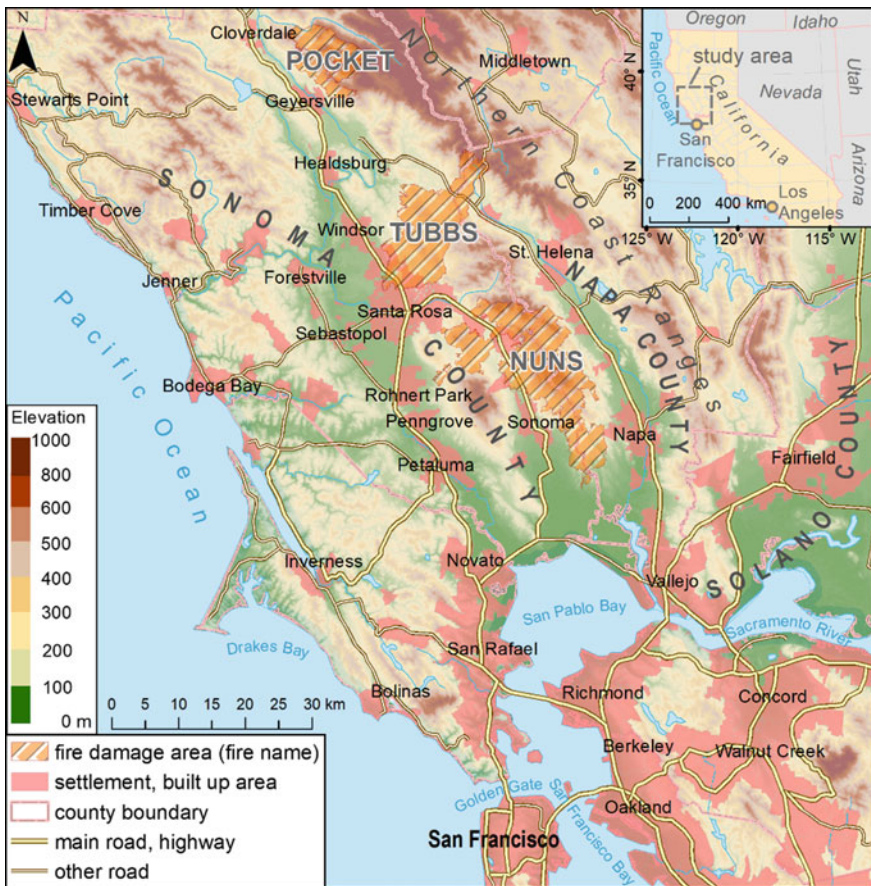 N
Cloverdale
POCKET
Middletown
Stewarts Point
Geyersville
Northern Coast Ranges
Healdsburg
SONOMA COUNTY
Timber Cove
Windsor
TUBBS
St. Helena
Jenner
Forestville
NAPA COUNTY
Santa Rosa
Sebastopol
NUNS
Pacific Ocean
Bodega Bay
Rohnert Park
Penngrove
Sonoma
Napa
Petaluma
Fairfield
SOLANO COUNTY
Inverness
Novato
Vallejo
San Pablo Bay
Sacramento River
Drakes Bay
San Rafael
Bolinas
Richmond
Concord
Berkeley
Walnut Creek
Golden Gate
San Francisco Bay
Oakland
San Francisco
Oregon
Idaho
Pacific Ocean
study area
40° N
Nevada
Utah
California
San
Francisco
35°N
Arizona
Los
Angeles
0 200 400 km
125°W
120°W
115° W
Elevation
1000
800
600
500
400
300
200
100
0 m
0 5 10 15 20 25 30 km
fire damage area (fire name)
settlement, built up area
county boundary
main road, highway
other road